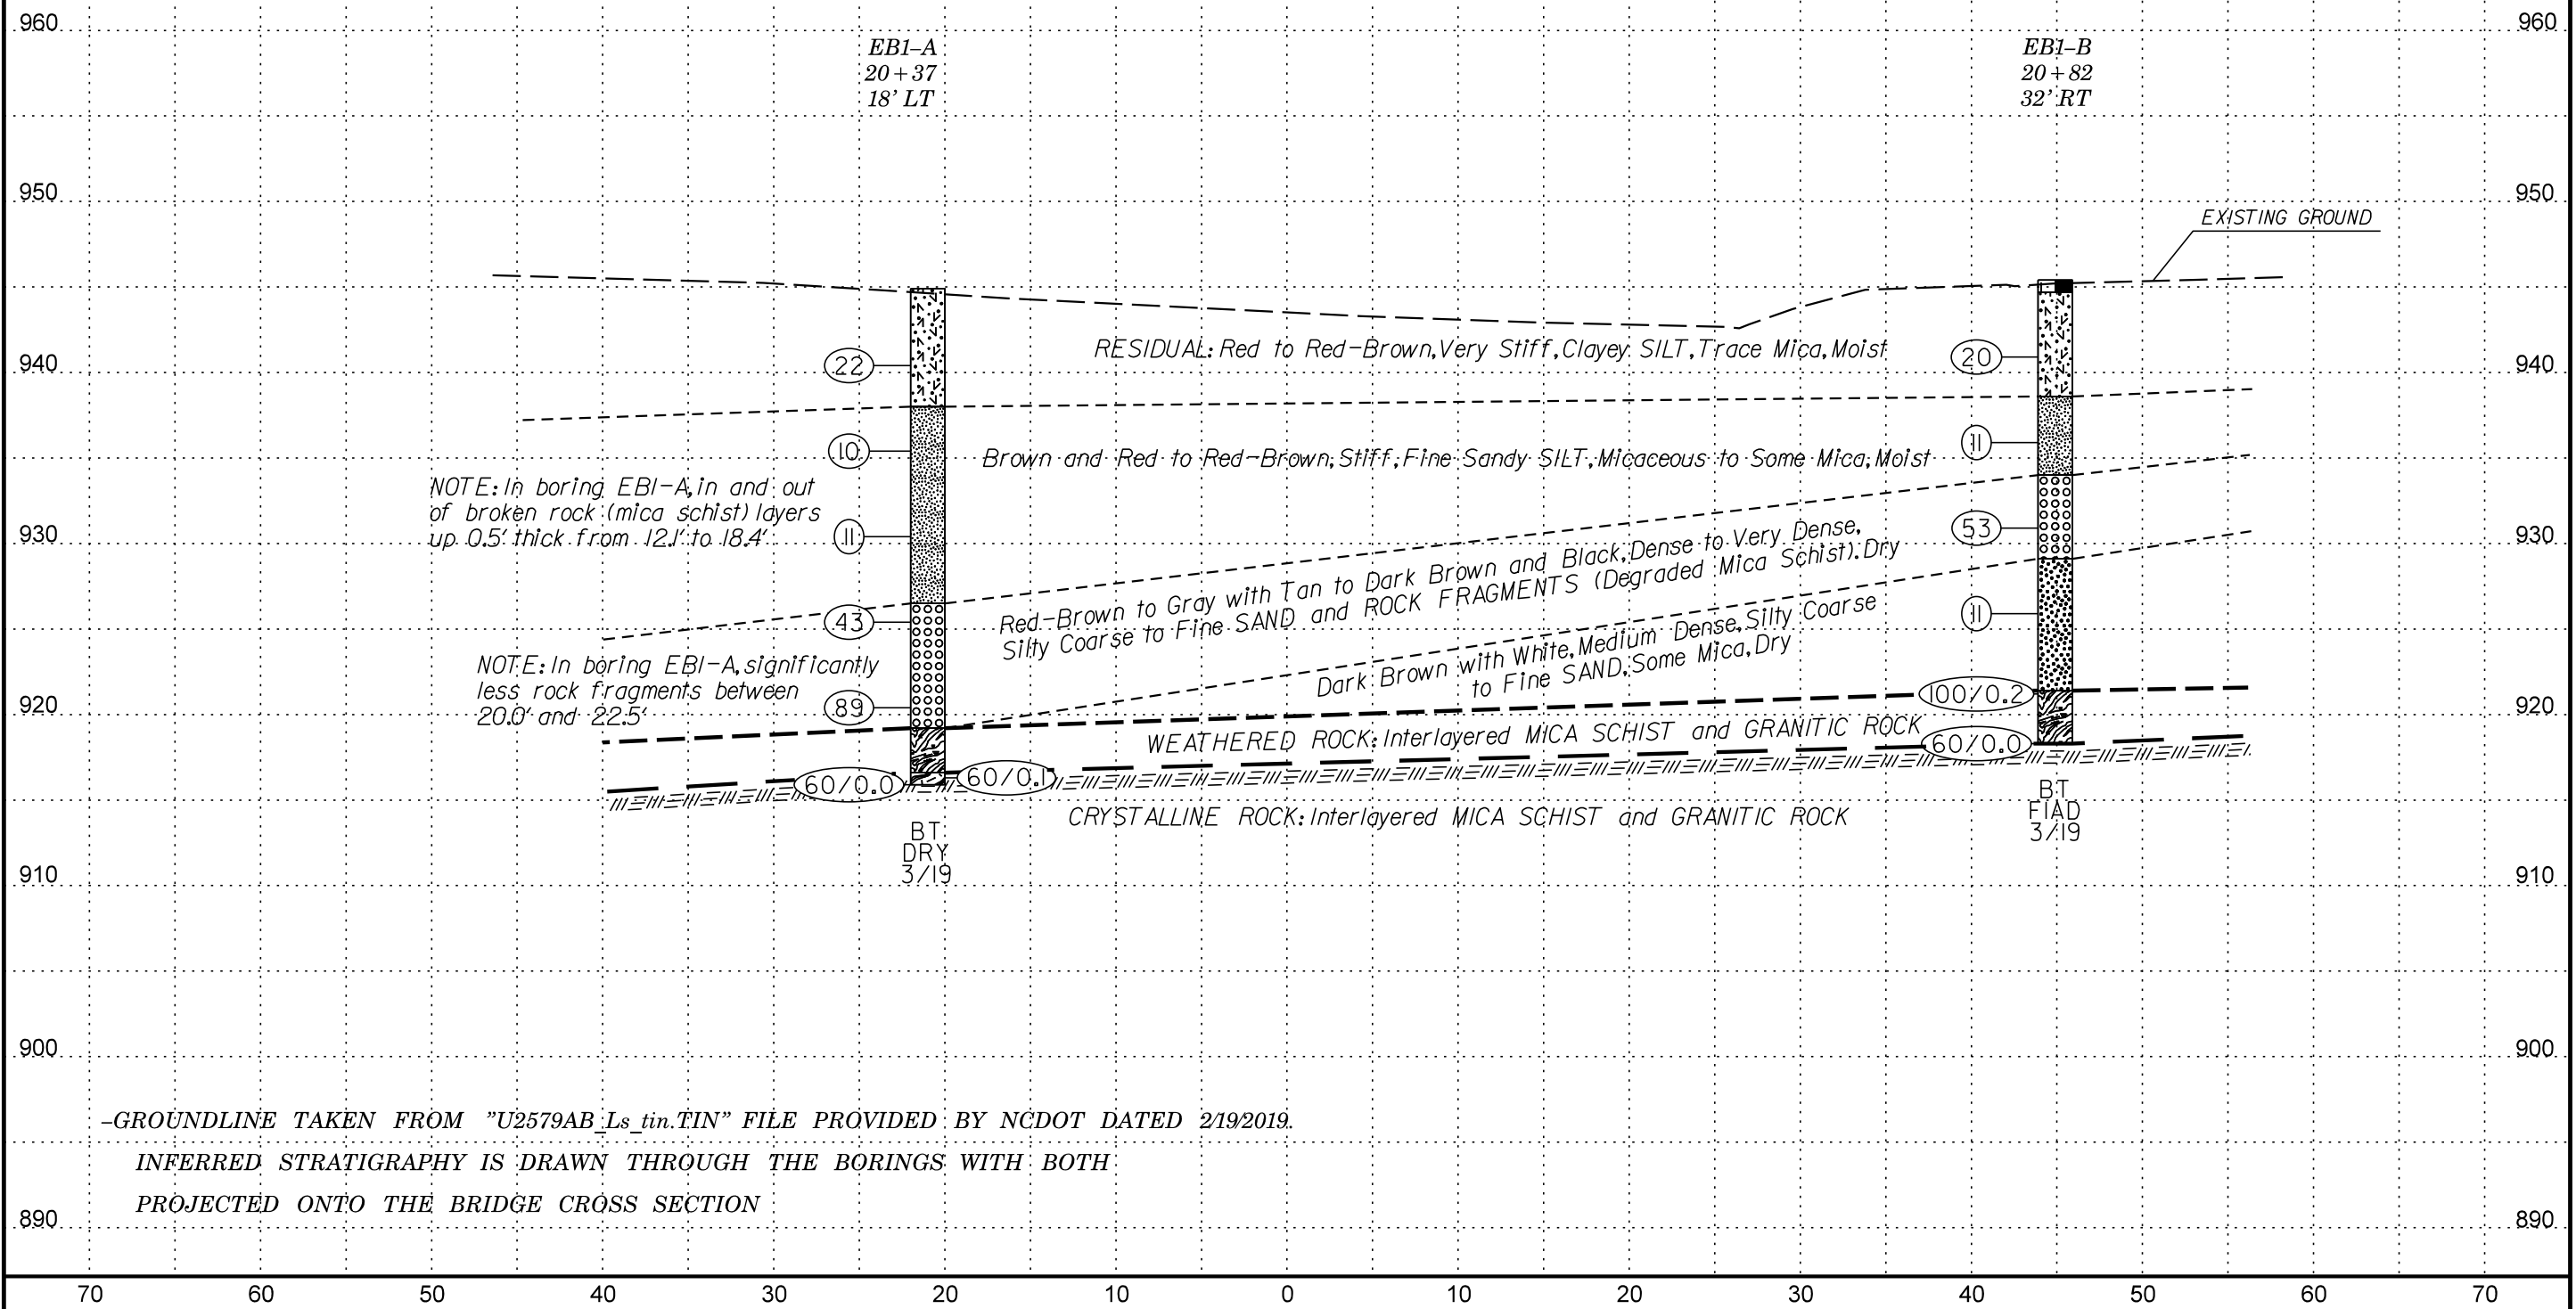 960
960
EB1–A
20+37
18' LT
EB1–B
20+82
32' RT
950
950
EXISTING GROUND
940
940
RESIDUAL: Red to Red-Brown, Very Stiff, Clayey SILT, Trace Mica, Moist
22
20
10
11
Brown and Red to Red-Brown, Stiff, Fine Sandy SILT, Micaceous to Some Mica, Moist
NOTE: In boring EB1-A, in and out
of broken rock (mica schist) layers
up 0.5' thick from 12.1' to 18.4'
930
930
11
53
Red-Brown to Gray with Tan to Dark Brown and Black, Dense to Very Dense,
Silty Coarse to Fine SAND and ROCK FRAGMENTS (Degraded Mica Schist). Dry
43
11
Dark Brown with White, Medium Dense, Silty Coarse
to Fine SAND, Some Mica, Dry
NOTE: In boring EB1-A, significantly
less rock fragments between
20.0' and 22.5'
920
920
89
100/0.2
WEATHERED ROCK: Interlayered MICA SCHIST and GRANITIC ROCK
60/0.0
60/0.0
60/0.1
CRYSTALLINE ROCK: Interlayered MICA SCHIST and GRANITIC ROCK
BT
DRY
3/19
BT
FIAD
3/19
910
910
900
900
–GROUNDLINE TAKEN FROM "U2579AB_Ls_tin.TIN" FILE PROVIDED BY NCDOT DATED 2/19/2019.
INFERRED STRATIGRAPHY IS DRAWN THROUGH THE BORINGS WITH BOTH
PROJECTED ONTO THE BRIDGE CROSS SECTION
890
890
70 60 50 40 30 20 10 0 10 20 30 40 50 60 70